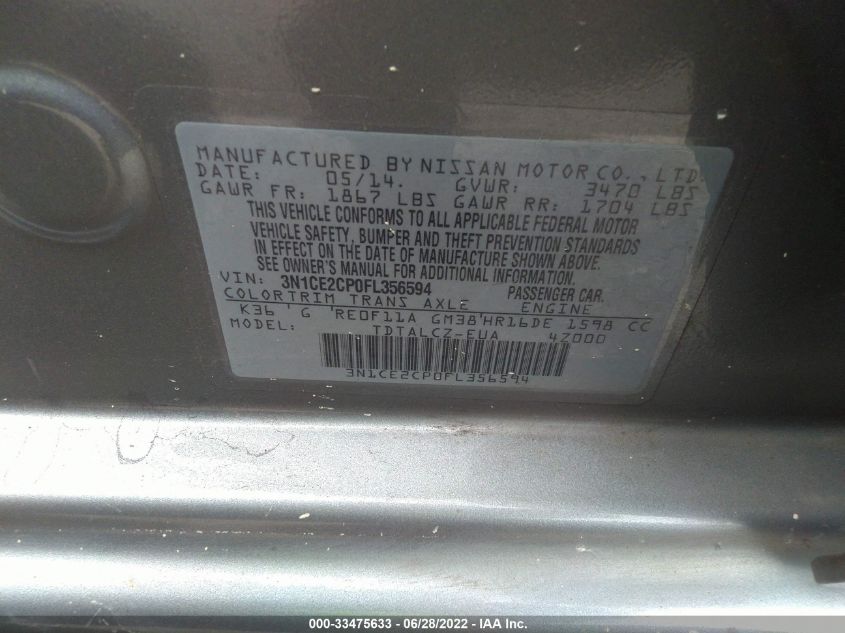 MANUFACTURED BY NISSAN MOTOR CO., LTD.
DATE: 05/14. GVWR: 3470 LBS
GAWR FR: 1867 LBS GAWR RR: 1704 LBS
THIS VEHICLE CONFORMS TO ALL APPLICABLE FEDERAL MOTOR
VEHICLE SAFETY, BUMPER AND THEFT PREVENTION STANDARDS
IN EFFECT ON THE DATE OF MANUFACTURE SHOWN ABOVE.
SEE OWNER'S MANUAL FOR ADDITIONAL INFORMATION.
VIN: 3N1CE2CP0FL356594 PASSENGER CAR.
COLOR TRIM TRANS AXLE ENGINE
K36 G RE0F11A GM38 HR16DE 1598 CC
MODEL: TDTALCZ-EUA 47000
3N1CE2CP0FL356594
000-33475633 - 06/28/2022 - IAA Inc.